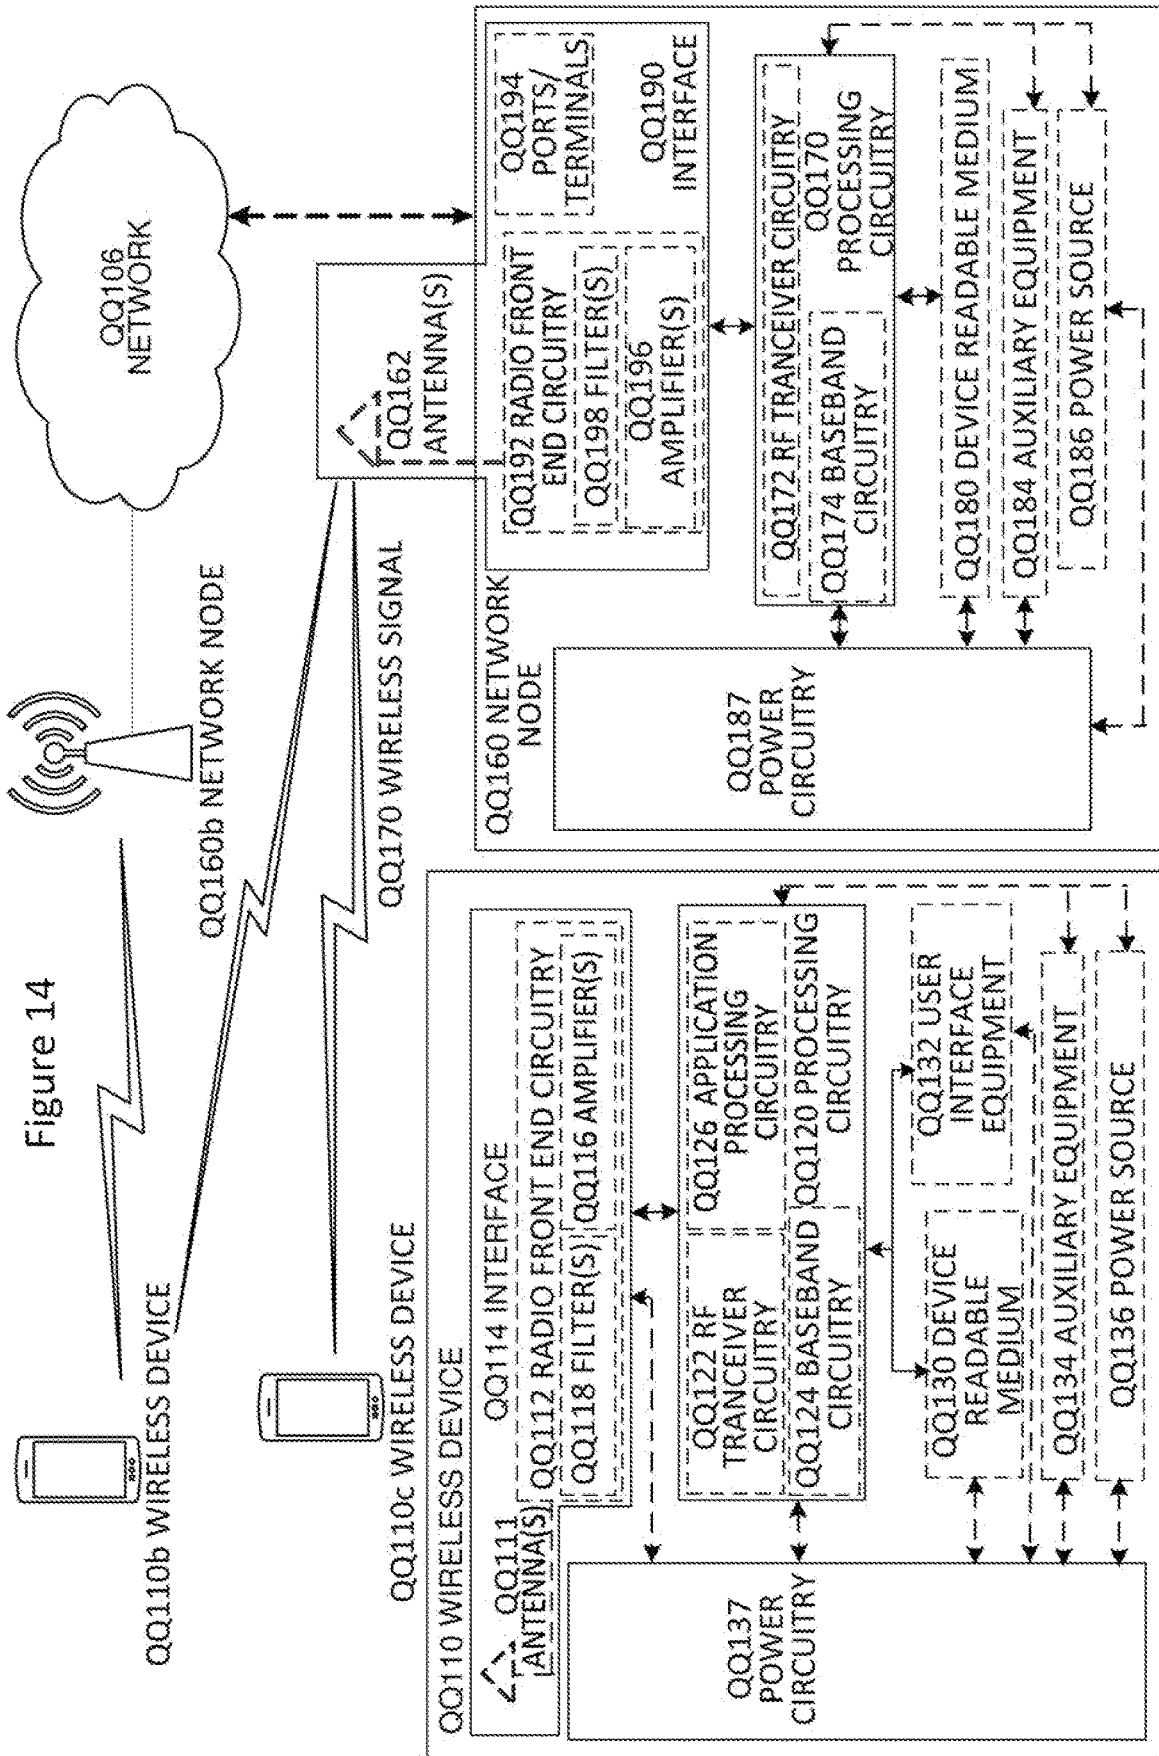 Figure 14
QQ106
NETWORK
QQ160b NETWORK NODE
QQ110b WIRELESS DEVICE
QQ170 WIRELESS SIGNAL
QQ110c WIRELESS DEVICE
QQ110 WIRELESS DEVICE
QQ114 INTERFACE
QQ111
ANTENNA(S)
QQ112 RADIO FRONT END CIRCUITRY
QQ118 FILTER(S)
QQ116 AMPLIFIER(S)
QQ122 RF
TRANCEIVER
CIRCUITRY
QQ126 APPLICATION
PROCESSING
CIRCUITRY
QQ124 BASEBAND
CIRCUITRY
QQ120 PROCESSING
CIRCUITRY
QQ137
POWER
CIRCUITRY
QQ130 DEVICE
READABLE
MEDIUM
QQ132 USER
INTERFACE
EQUIPMENT
QQ134 AUXILIARY EQUIPMENT
QQ136 POWER SOURCE
QQ160 NETWORK
NODE
QQ162
ANTENNA(S)
QQ192 RADIO FRONT
END CIRCUITRY
QQ198 FILTER(S)
QQ196
AMPLIFIER(S)
QQ194
PORTS/
TERMINALS
QQ190
INTERFACE
QQ172 RF TRANCEIVER CIRCUITRY
QQ174 BASEBAND
CIRCUITRY
QQ170
PROCESSING
CIRCUITRY
QQ187
POWER
CIRCUITRY
QQ180 DEVICE READABLE MEDIUM
QQ184 AUXILIARY EQUIPMENT
QQ186 POWER SOURCE